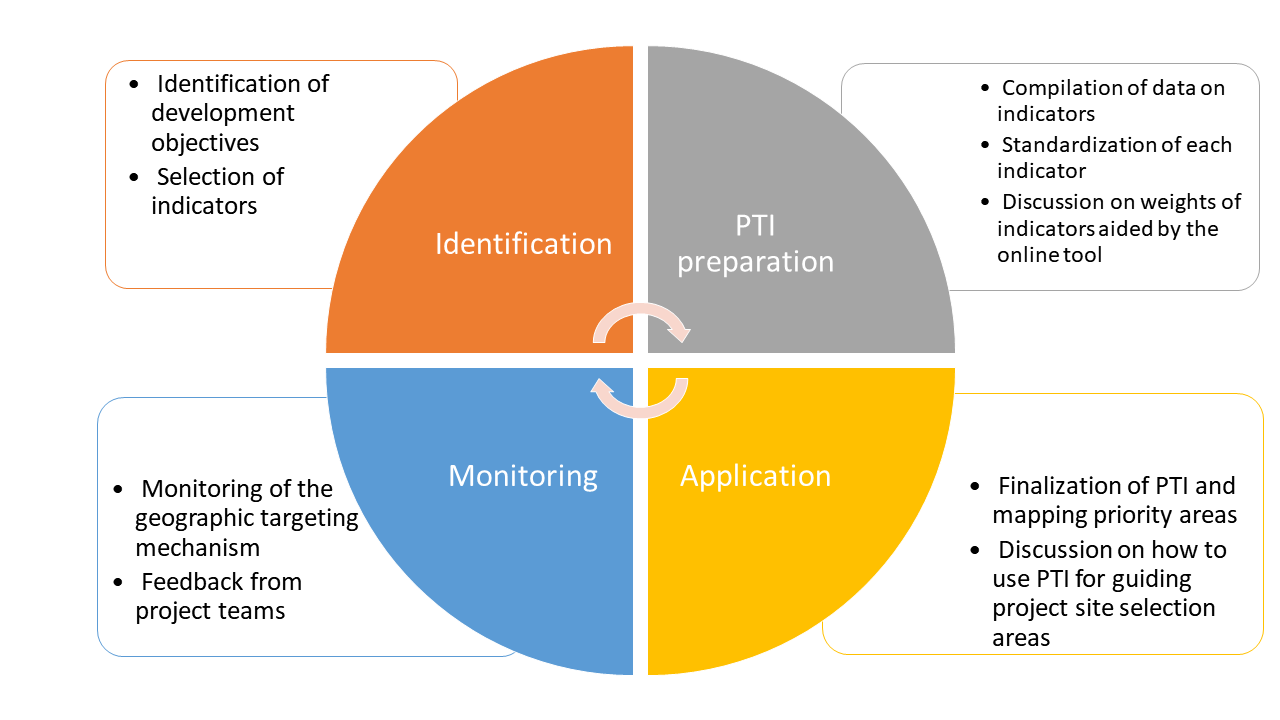 • Identification of
development
objectives
• Selection of
indicators
Identification
PTI
preparation
• Compilation of data on
indicators
• Standardization of each
indicator
• Discussion on weights of
indicators aided by the
online tool
• Monitoring of the
geographic targeting
mechanism
• Feedback from
project teams
Monitoring
Application
• Finalization of PTI and
mapping priority areas
• Discussion on how to
use PTI for guiding
project site selection
areas